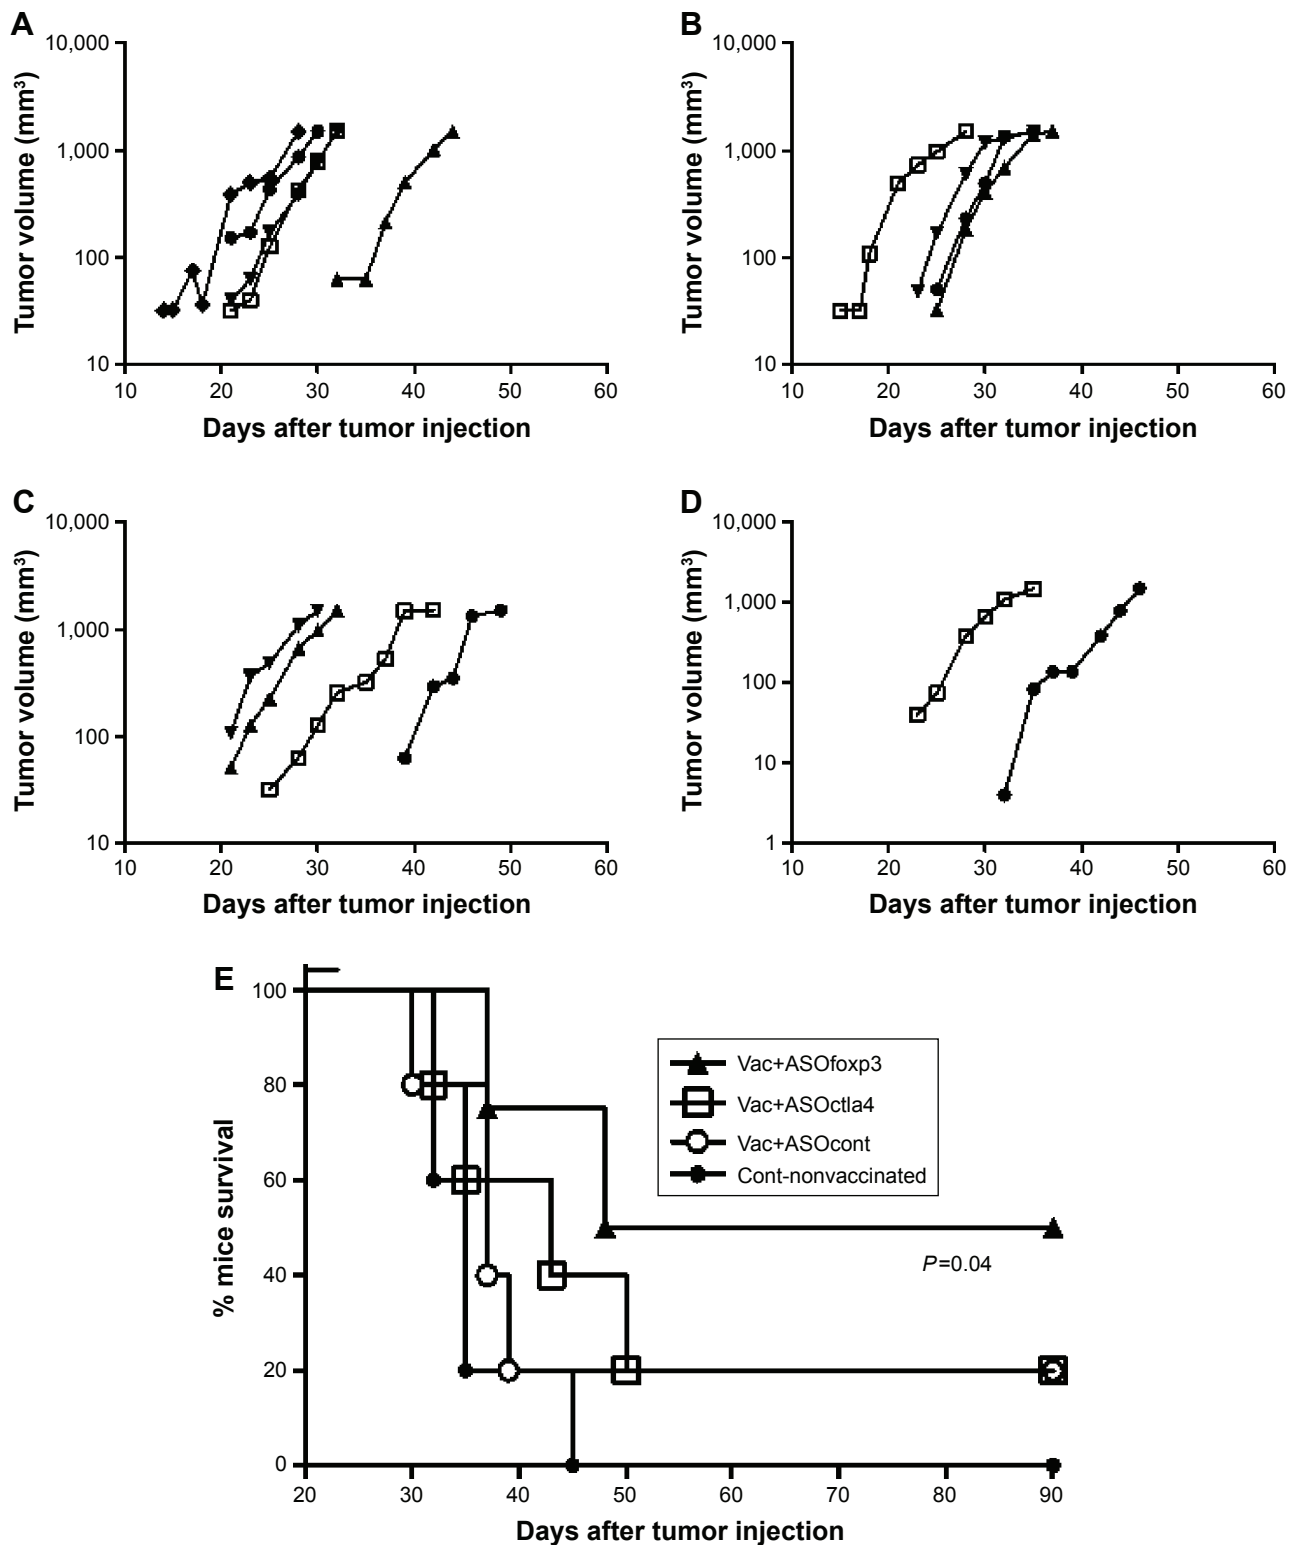 A
Tumor volume (mm³)
10,000
1,000
100
10
10 20 30 40 50 60
Days after tumor injection
B
Tumor volume (mm³)
10,000
1,000
100
10
10 20 30 40 50 60
Days after tumor injection
C
Tumor volume (mm³)
10,000
1,000
100
10
10 20 30 40 50 60
Days after tumor injection
D
Tumor volume (mm³)
10,000
1,000
100
10
1
10 20 30 40 50 60
Days after tumor injection
E
% mice survival
100
80
60
40
20
0
Vac+ASOfoxp3
Vac+ASOctla4
Vac+ASOcont
Cont-nonvaccinated
P=0.04
20 30 40 50 60 70 80 90
Days after tumor injection